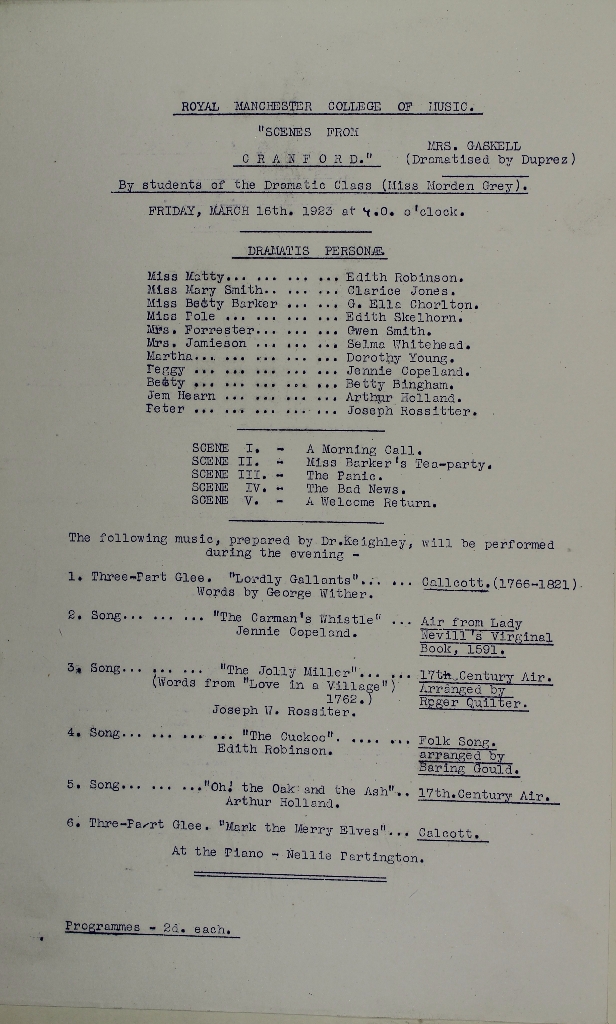 ROYAL MANCHESTER COLLEGE OF MUSIC.
"SCENES FROM
CRANFORD."
MRS. GASKELL
(Dramatised by Duprez)
By students of the Dramatic Class (Miss Morden Grey).
FRIDAY, MARCH 16th. 1923 at 4.0. o'clock.
DRAMATIS PERSONÆ.
Miss Matty... ... ... ... Edith Robinson.
Miss Mary Smith.. ... ... Clarice Jones.
Miss Betty Barker ... ... G. Ella Chorlton.
Miss Pole ... ... ... ... Edith Skelhorn.
Mrs. Forrester... ... ... Gwen Smith.
Mrs. Jamieson ... ... ... Selma Whitehead.
Martha... ... ... ... ... Dorothy Young.
Peggy ... ... ... ... ... Jennie Copeland.
Betty ... ... ... ... ... Betty Bingham.
Jem Hearn ... ... ... ... Arthur Holland.
Peter ... ... ... ... ... Joseph Rossitter.
SCENE I. - A Morning Call.
SCENE II. - Miss Barker's Tea-party.
SCENE III. - The Panic.
SCENE IV. - The Bad News.
SCENE V. - A Welcome Return.
The following music, prepared by Dr.Keighley, will be performed
during the evening -
1. Three-Part Glee. "Lordly Gallants"... ... Callcott.(1766-1821)
Words by George Wither.
2. Song... ... ... "The Carman's Whistle" ... Air from Lady
Jennie Copeland. Nevill's Virginal
Book, 1591.
3. Song... ... ... "The Jolly Miller"... ... 17th.Century Air.
(Words from "Love in a Village") Arranged by
1762.) Roger Quilter.
Joseph W. Rossiter.
4. Song... ... ... ... "The Cuckoo". .... ... Folk Song.
Edith Robinson. arranged by
Baring Gould.
5. Song... ... ..."Oh! the Oak and the Ash".. 17th.Century Air.
Arthur Holland.
6. Thre-Part Glee. "Mark the Merry Elves"... Calcott.
At the Piano - Nellie Partington.
Programmes - 2d. each.